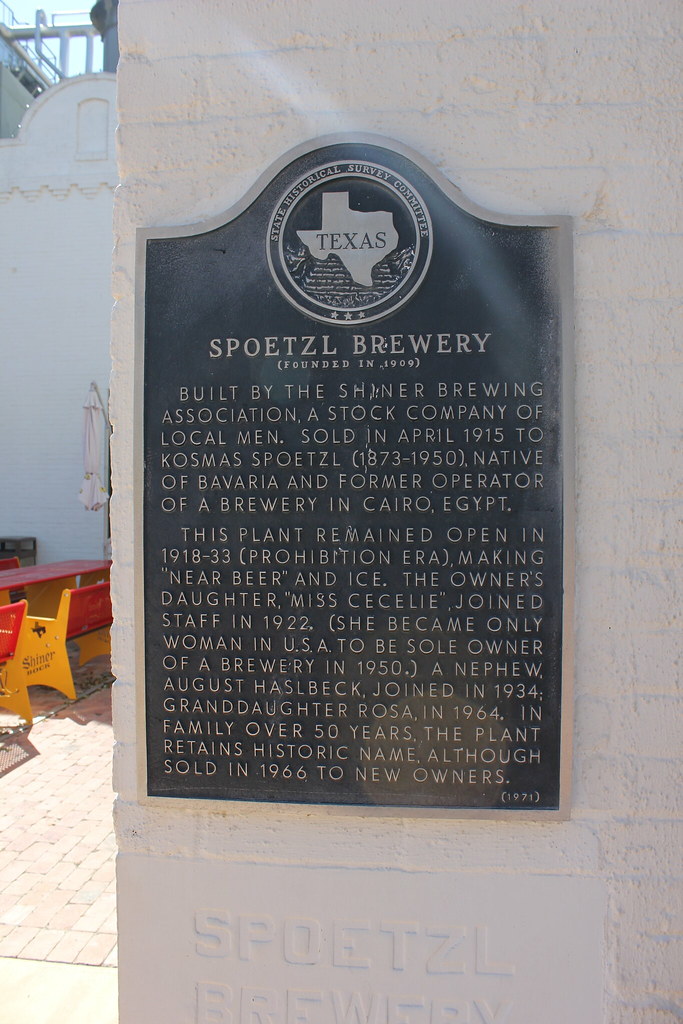 STATE HISTORICAL SURVEY COMMITTEE
TEXAS
SPOETZL BREWERY
(FOUNDED IN 1909)
BUILT BY THE SHINER BREWING
ASSOCIATION, A STOCK COMPANY OF
LOCAL MEN. SOLD IN APRIL 1915 TO
KOSMAS SPOETZL (1873-1950), NATIVE
OF BAVARIA AND FORMER OPERATOR
OF A BREWERY IN CAIRO, EGYPT.
THIS PLANT REMAINED OPEN IN
1918-33 (PROHIBITION ERA), MAKING
"NEAR BEER" AND ICE. THE OWNER'S
DAUGHTER, "MISS CECELIE", JOINED
STAFF IN 1922. (SHE BECAME ONLY
WOMAN IN U.S.A. TO BE SOLE OWNER
OF A BREWERY IN 1950.) A NEPHEW,
AUGUST HASLBECK, JOINED IN 1934;
GRANDDAUGHTER ROSA, IN 1964. IN
FAMILY OVER 50 YEARS, THE PLANT
RETAINS HISTORIC NAME, ALTHOUGH
SOLD IN 1966 TO NEW OWNERS.
(1971)
Shiner
BOCK
SPOETZL
BREWERY